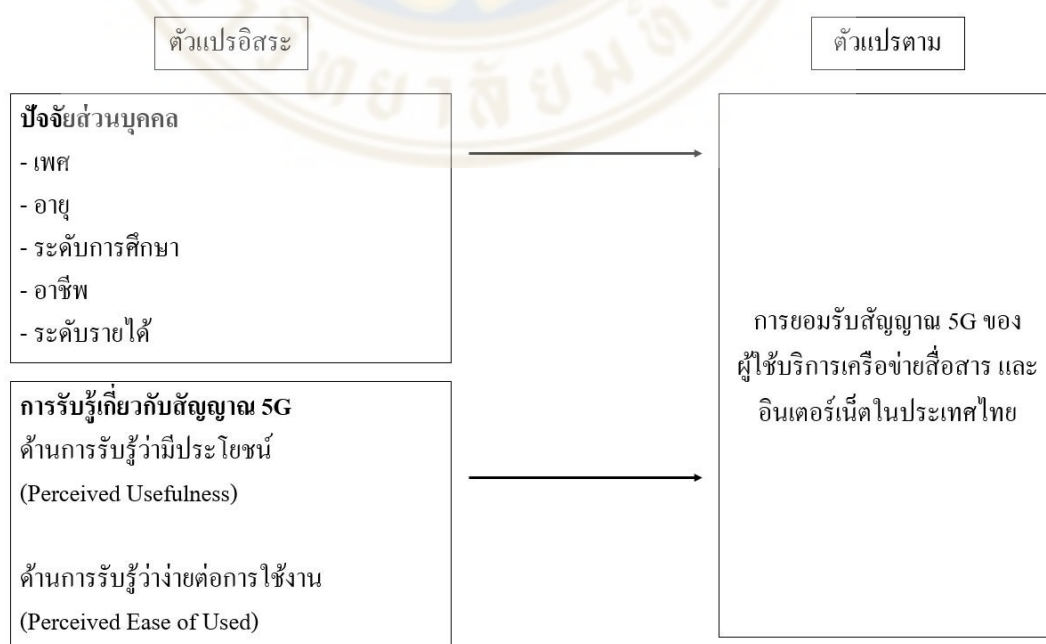 ตัวแปรอิสระ
ตัวแปรตาม
ปัจจัยส่วนบุคคล
- เพศ
- อายุ
- ระดับการศึกษา
- อาชีพ
- ระดับรายได้
การรับรู้เกี่ยวกับสัญญาณ 5G
ด้านการรับรู้ว่ามีประโยชน์
(Perceived Usefulness)
ด้านการรับรู้ว่าง่ายต่อการใช้งาน
(Perceived Ease of Used)
การยอมรับสัญญาณ 5G ของ
ผู้ใช้บริการเครือข่ายสื่อสาร และ
อินเตอร์เน็ตในประเทศไทย